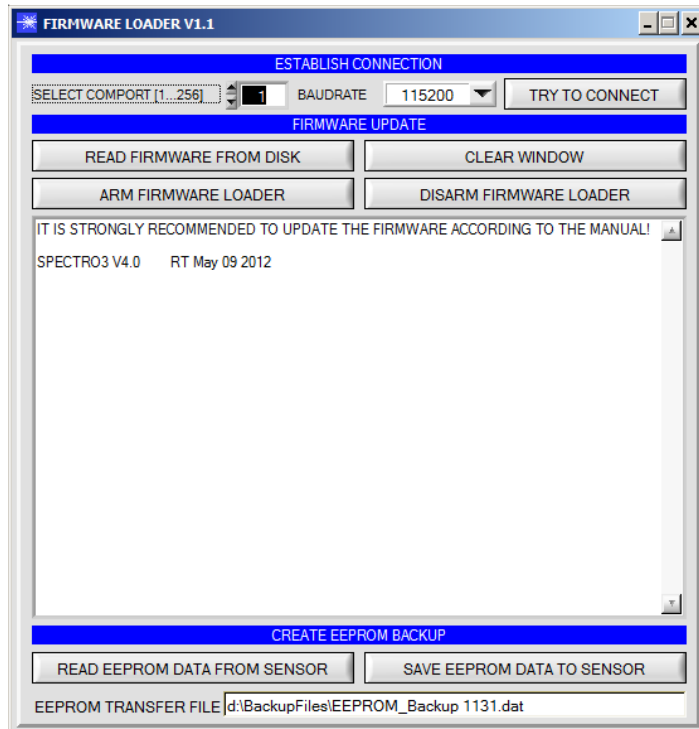 FIRMWARE LOADER V1.1
ESTABLISH CONNECTION
SELECT COMPORT [1...256] 1 BAUDRATE 115200 TRY TO CONNECT
FIRMWARE UPDATE
READ FIRMWARE FROM DISK CLEAR WINDOW
ARM FIRMWARE LOADER DISARM FIRMWARE LOADER
IT IS STRONGLY RECOMMENDED TO UPDATE THE FIRMWARE ACCORDING TO THE MANUAL!
SPECTRO3 V4.0 RT May 09 2012
CREATE EEPROM BACKUP
READ EEPROM DATA FROM SENSOR SAVE EEPROM DATA TO SENSOR
EEPROM TRANSFER FILE d:\BackupFiles\EEPROM_Backup 1131.dat